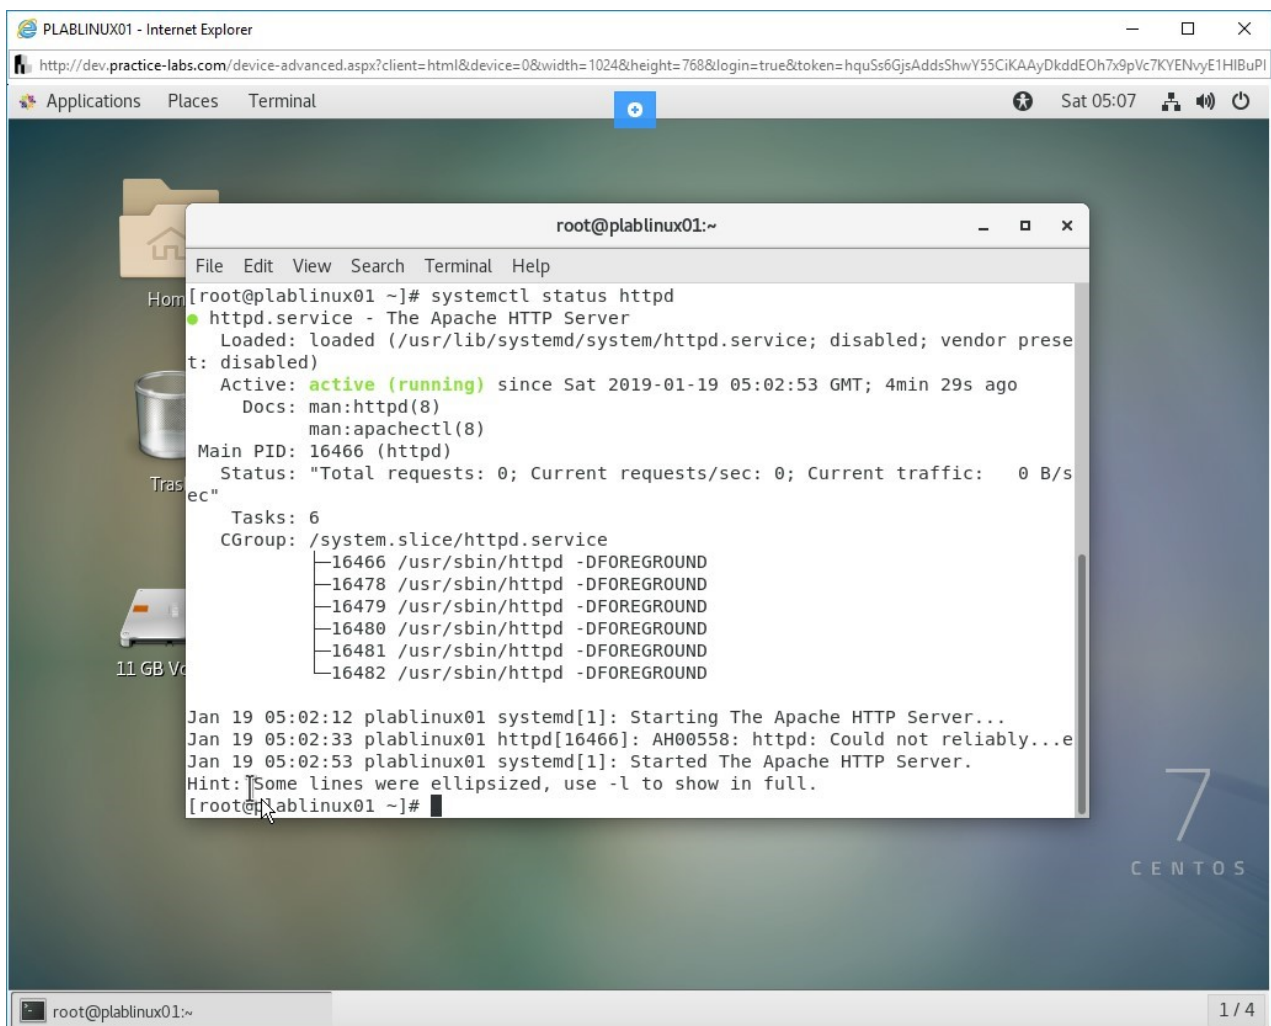 PLABLINUX01 - Internet Explorer
http://dev.practice-labs.com/device-advanced.aspx?client=html&device=0&width=1024&height=768&login=true&token=hquSs6GjsAddsShwY55CiKAAyDkddEOh7x9pVc7KYENvyE1HIBuPl
Applications Places Terminal Sat 05:07
root@plablinux01:~
File Edit View Search Terminal Help
Hom
Tras
11 GB Vo
[root@plablinux01 ~]# systemctl status httpd
● httpd.service - The Apache HTTP Server
Loaded: loaded (/usr/lib/systemd/system/httpd.service; disabled; vendor prese
t: disabled)
Active: active (running) since Sat 2019-01-19 05:02:53 GMT; 4min 29s ago
Docs: man:httpd(8)
man:apachectl(8)
Main PID: 16466 (httpd)
Status: "Total requests: 0; Current requests/sec: 0; Current traffic:   0 B/s
ec"
Tasks: 6
CGroup: /system.slice/httpd.service
├─16466 /usr/sbin/httpd -DFOREGROUND
├─16478 /usr/sbin/httpd -DFOREGROUND
├─16479 /usr/sbin/httpd -DFOREGROUND
├─16480 /usr/sbin/httpd -DFOREGROUND
├─16481 /usr/sbin/httpd -DFOREGROUND
└─16482 /usr/sbin/httpd -DFOREGROUND
Jan 19 05:02:12 plablinux01 systemd[1]: Starting The Apache HTTP Server...
Jan 19 05:02:33 plablinux01 httpd[16466]: AH00558: httpd: Could not reliably...e
Jan 19 05:02:53 plablinux01 systemd[1]: Started The Apache HTTP Server.
Hint: Some lines were ellipsized, use -l to show in full.
[root@plablinux01 ~]#
7
CENTOS
root@plablinux01:~
1 / 4